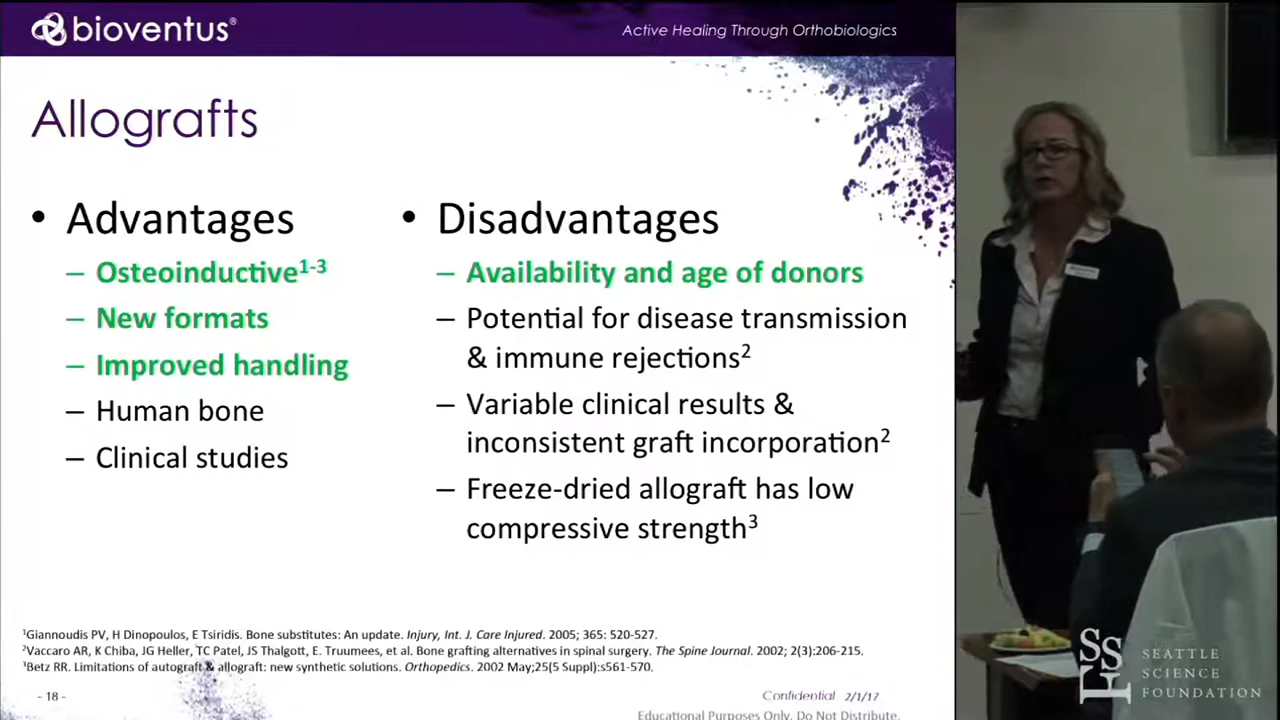 bioventus®
Active Healing Through Orthobiologics
Allografts
• Advantages
– Osteoinductive1-3
– New formats
– Improved handling
– Human bone
– Clinical studies
• Disadvantages
– Availability and age of donors
– Potential for disease transmission
& immune rejections2
– Variable clinical results &
inconsistent graft incorporation2
– Freeze-dried allograft has low
compressive strength3
1Giannoudis PV, H Dinopoulos, E Tsiridis. Bone substitutes: An update. Injury, Int. J. Care Injured. 2005; 365: 520-527.
2Vaccaro AR, K Chiba, JG Heller, TC Patel, JS Thalgott, E. Truumees, et al. Bone grafting alternatives in spinal surgery. The Spine Journal. 2002; 2(3):206-215.
3Betz RR. Limitations of autograft & allograft: new synthetic solutions. Orthopedics. 2002 May;25(5 Suppl):s561-570.
- 18 -
Confidential 2/1/17
Educational Purposes Only. Do Not Distribute.
SSF
SEATTLE
SCIENCE
FOUNDATION